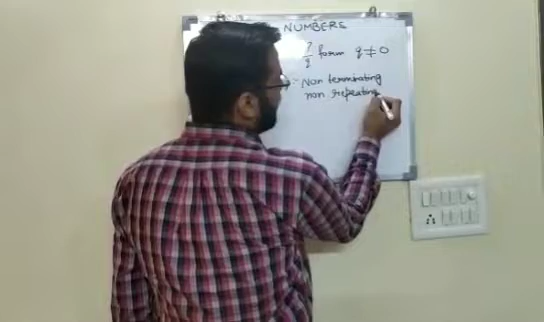 NUMBERS
p/q form q ≠ 0
:- Non terminating
non repeating